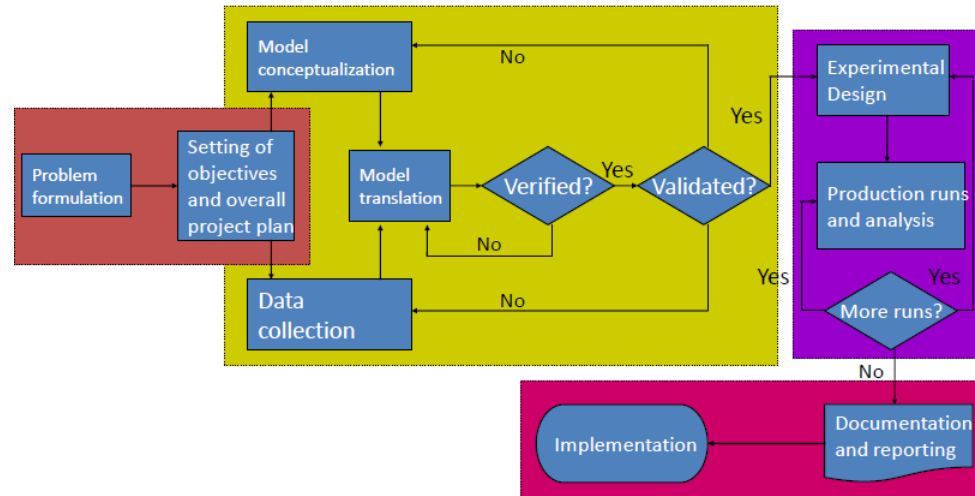 Problem
formulation
Setting of
objectives
and overall
project plan
Model
conceptualization
Data
collection
Model
translation
Verified?
Yes
No
Validated?
No
No
Yes
Experimental
Design
Production runs
and analysis
More runs?
Yes
Yes
No
Documentation
and reporting
Implementation